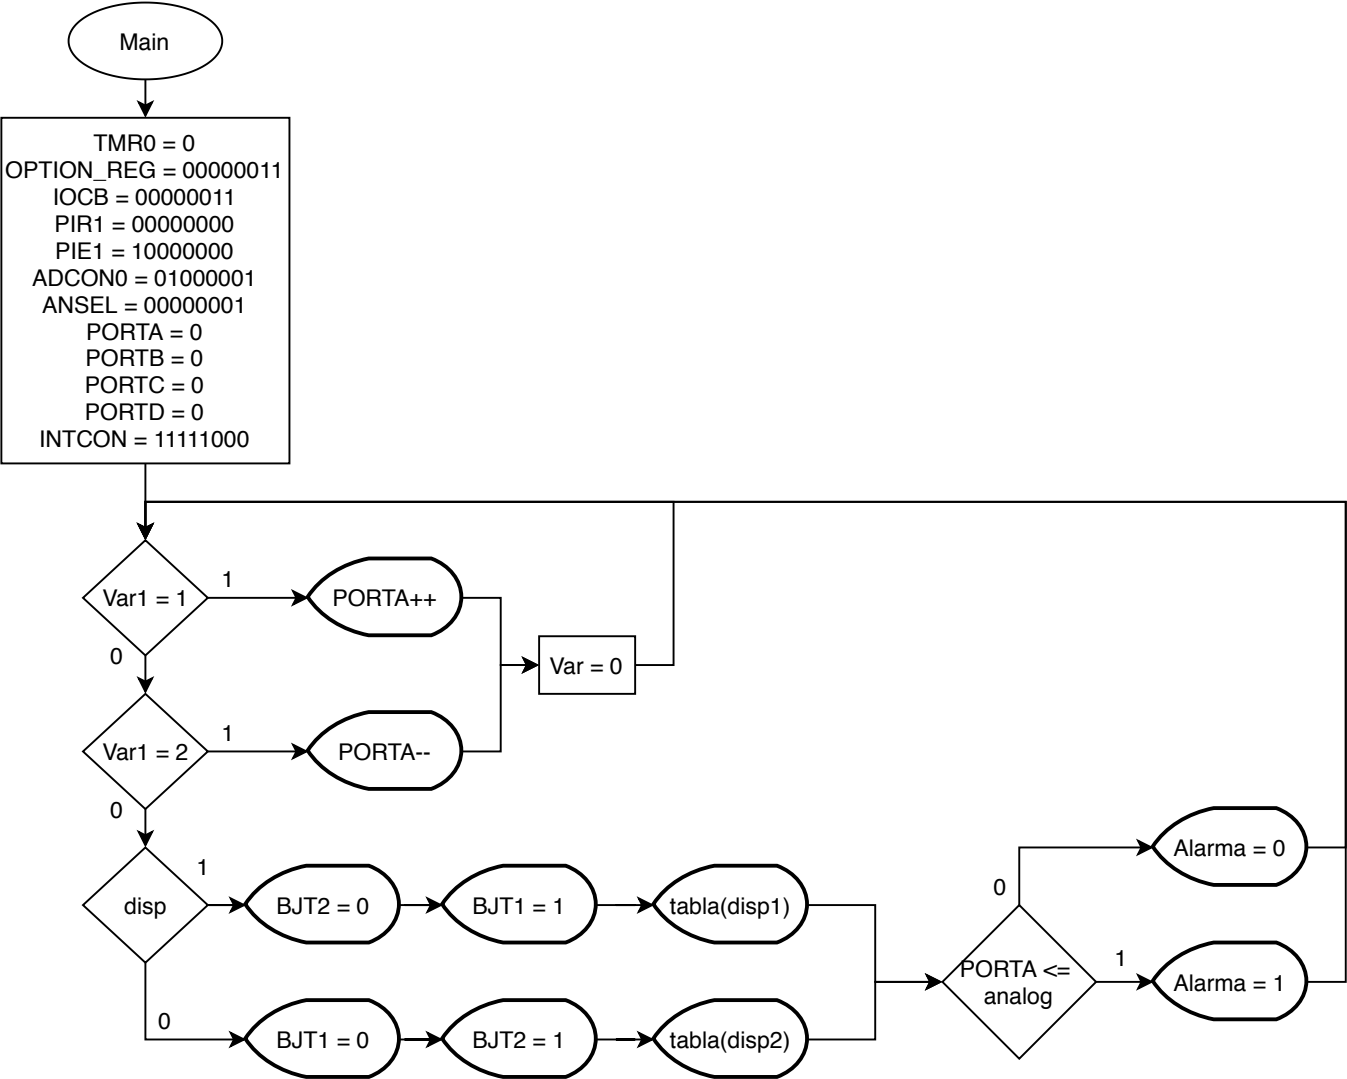 Main
TMR0 = 0
OPTION_REG = 00000011
IOCB = 00000011
PIR1 = 00000000
PIE1 = 10000000
ADCON0 = 01000001
ANSEL = 00000001
PORTA = 0
PORTB = 0
PORTC = 0
PORTD = 0
INTCON = 11111000
Var1 = 1
1
PORTA++
0
Var = 0
Var1 = 2
1
PORTA--
0
disp
1
BJT2 = 0
BJT1 = 1
tabla(disp1)
0
BJT1 = 0
BJT2 = 1
tabla(disp2)
PORTA <=
analog
0
Alarma = 0
1
Alarma = 1